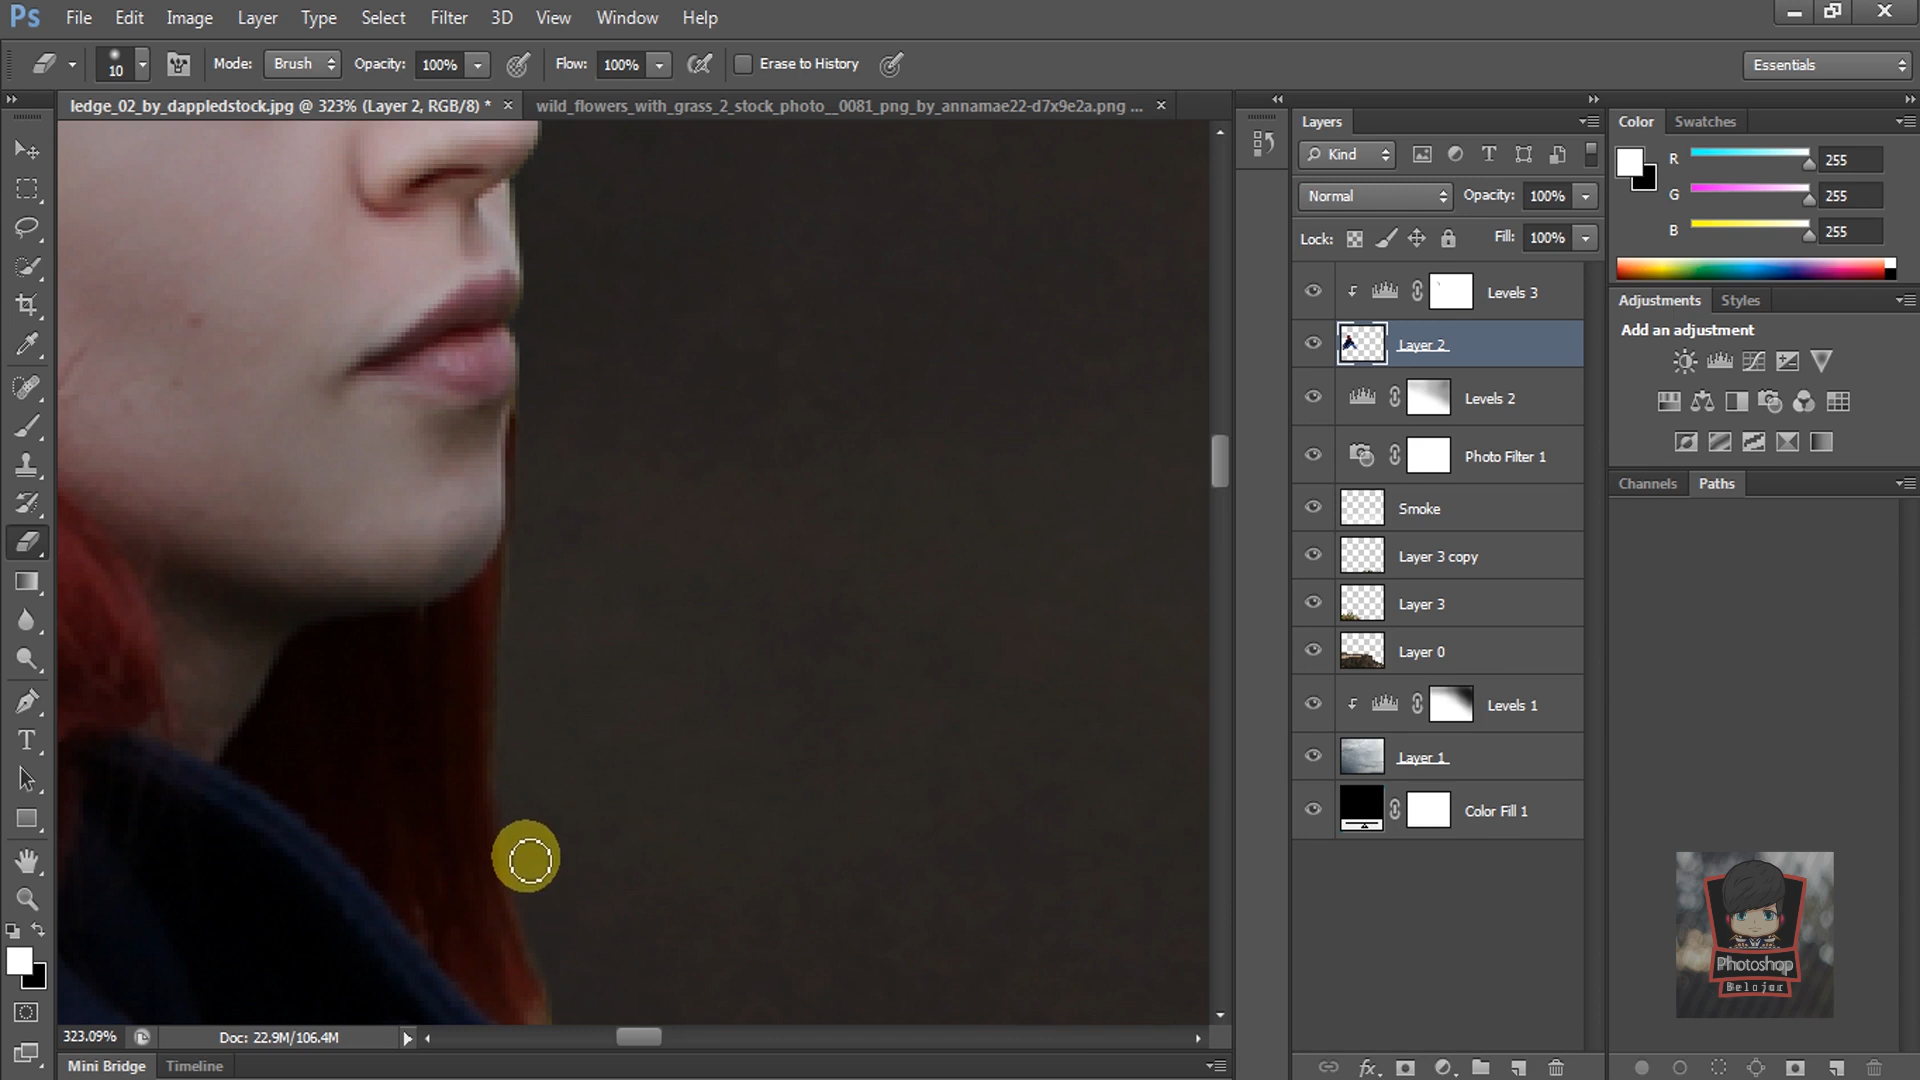 Ps File Edit Image Layer Type Select Filter 3D View Window Help
10 Mode: Brush Opacity: 100% Flow: 100% Erase to History Essentials
ledge_02_by_dappledstock.jpg @ 323% (Layer 2, RGB/8) * × wild_flowers_with_grass_2_stock_photo__0081_png_by_annamae22-d7x9e2a.png ... ×
Layers
Kind T
Normal Opacity: 100%
Lock: Fill: 100%
Levels 3
Layer 2
Levels 2
Photo Filter 1
Smoke
Layer 3 copy
Layer 3
Layer 0
Levels 1
Layer 1
Color Fill 1
fx
Color Swatches
R 255
G 255
B 255
Adjustments Styles
Add an adjustment
Channels Paths
Photoshop
Belajar
T
323.09% Doc: 22.9M/106.4M
Mini Bridge Timeline